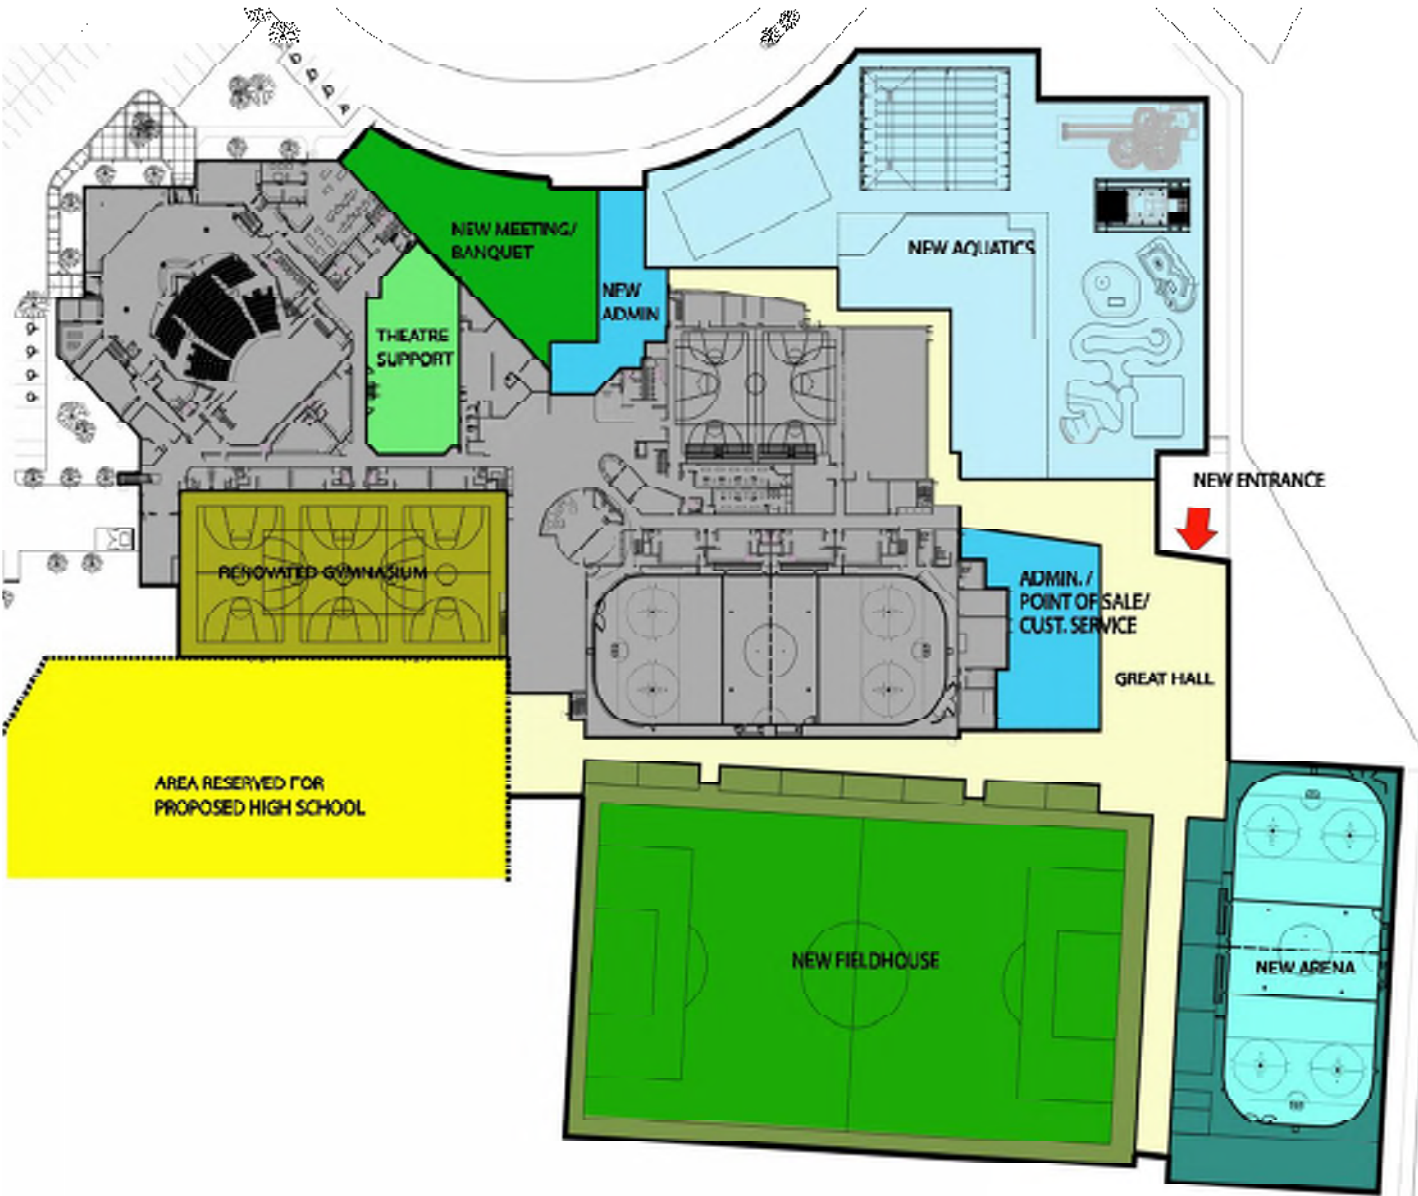 NEW MEETING/
BANQUET
NEW
ADMIN
NEW AQUATICS
THEATRE
SUPPORT
NEW ENTRANCE
RENOVATED GYMNASIUM
ADMIN. /
POINT OF SALE/
CUST. SERVICE
GREAT HALL
AREA RESERVED FOR
PROPOSED HIGH SCHOOL
NEW FIELDHOUSE
NEW ARENA